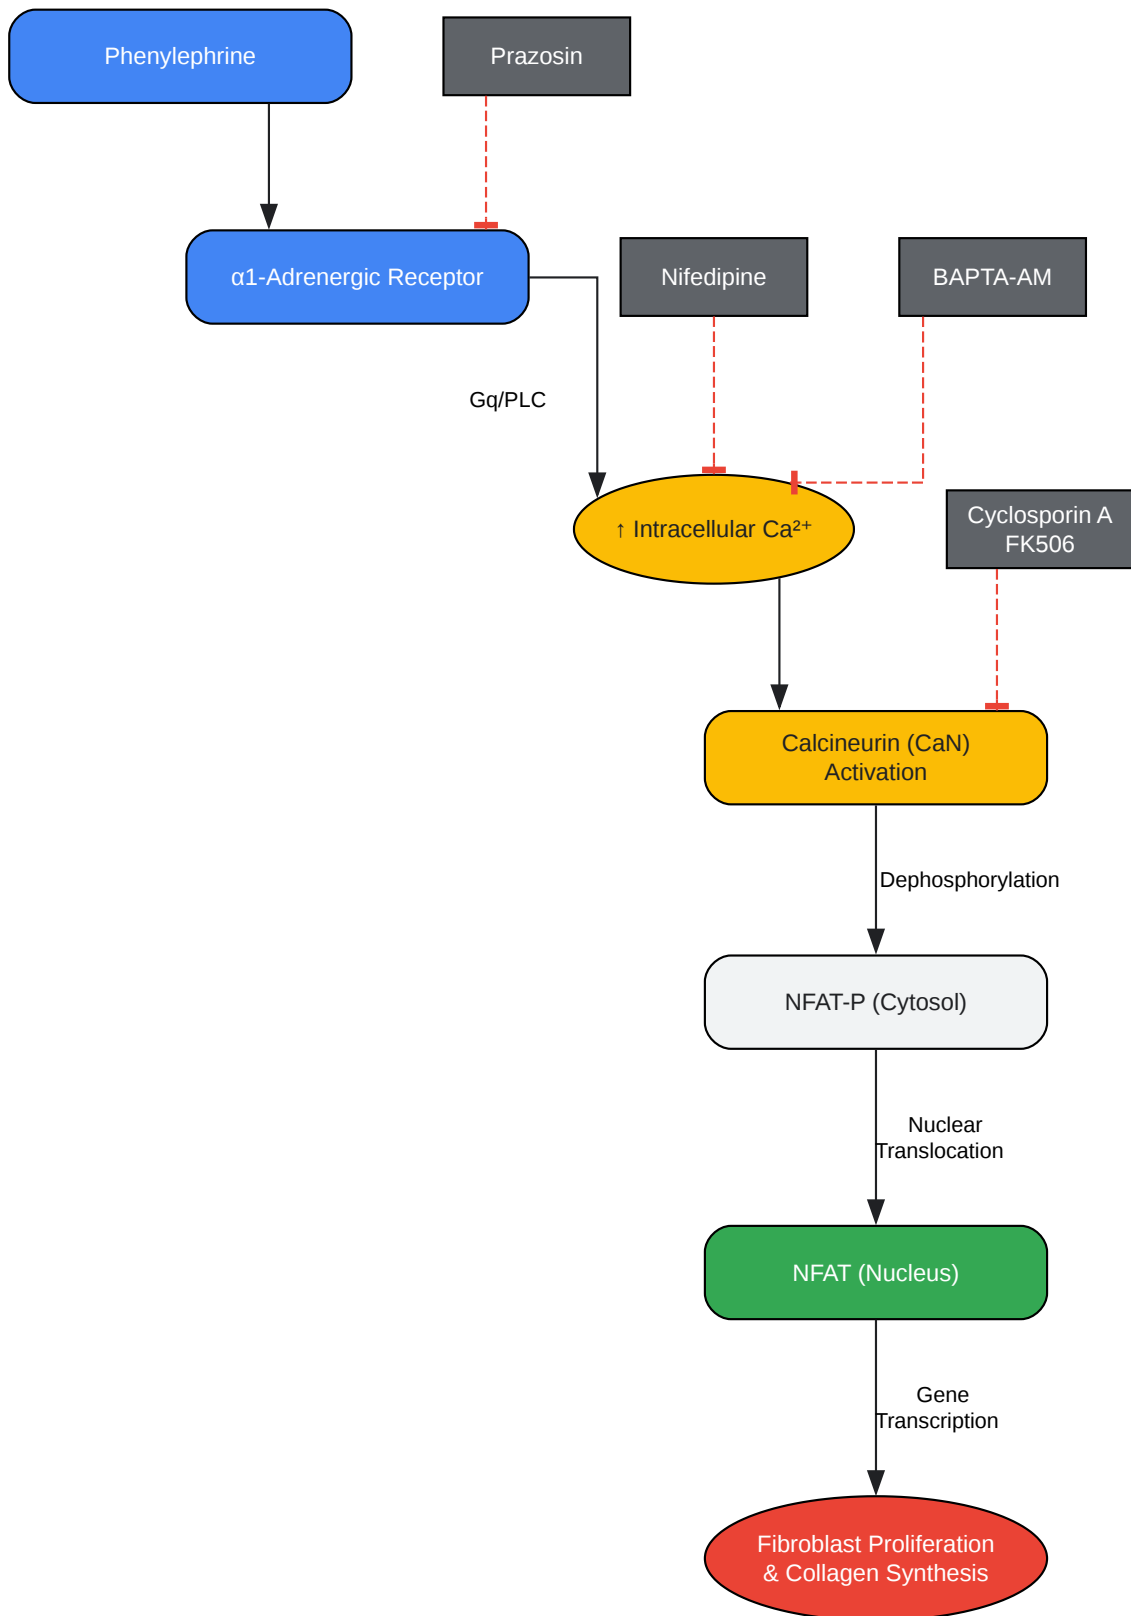 Phenylephrine
Prazosin
α1-Adrenergic Receptor
Nifedipine
BAPTA-AM
Gq/PLC
↑ Intracellular Ca²⁺
Cyclosporin A
FK506
Calcineurin (CaN)
Activation
Dephosphorylation
NFAT-P (Cytosol)
Nuclear
Translocation
NFAT (Nucleus)
Gene
Transcription
Fibroblast Proliferation
& Collagen Synthesis